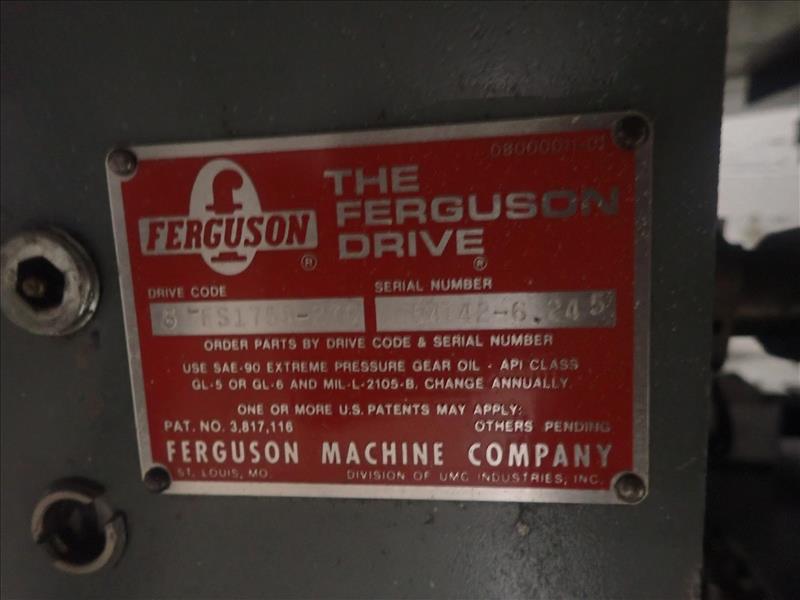 FERGUSON ®
THE
FERGUSON
DRIVE ®
DRIVE CODE
SERIAL NUMBER
ORDER PARTS BY DRIVE CODE & SERIAL NUMBER
USE SAE-90 EXTREME PRESSURE GEAR OIL - API CLASS
GL-5 OR GL-6 AND MIL-L-2105-B. CHANGE ANNUALLY.
ONE OR MORE U.S. PATENTS MAY APPLY:
PAT. NO. 3,817,116
OTHERS PENDING
FERGUSON MACHINE COMPANY
ST. LOUIS, MO.
DIVISION OF UMC INDUSTRIES, INC.